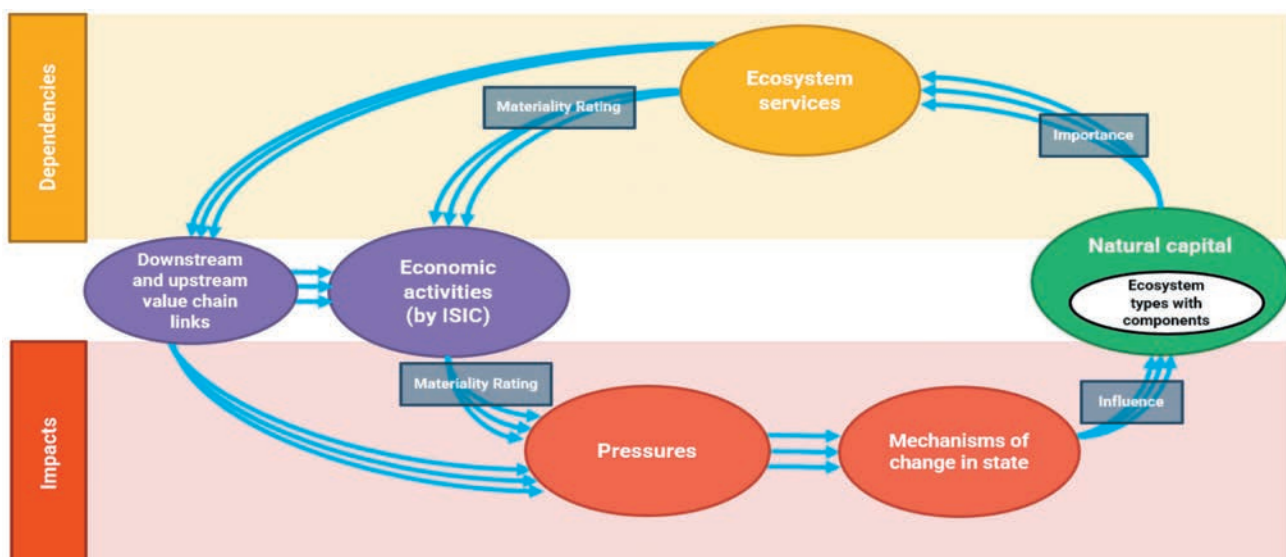 Dependencies
Ecosystem
services
Materiality Rating
Importance
Downstream
and upstream
value chain
links
Economic
activities
(by ISIC)
Natural capital
Ecosystem
types with
components
Impacts
Materiality Rating
Pressures
Mechanisms of
change in state
Influence